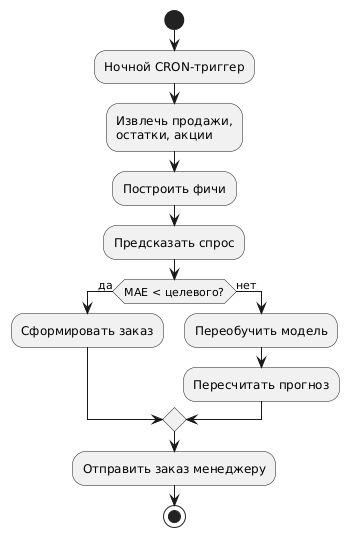 Ночной CRON-триггер
Извлечь продажи,
остатки, акции
Построить фичи
Предсказать спрос
да
MAE < целевого?
нет
Сформировать заказ
Переобучить модель
Пересчитать прогноз
Отправить заказ менеджеру